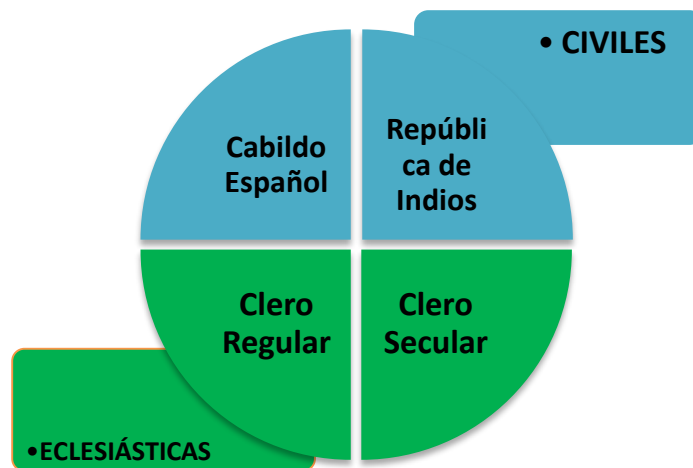 • CIVILES
Cabildo
Español
Repúbli
ca de
Indios
Clero
Regular
Clero
Secular
•ECLESIÁSTICAS